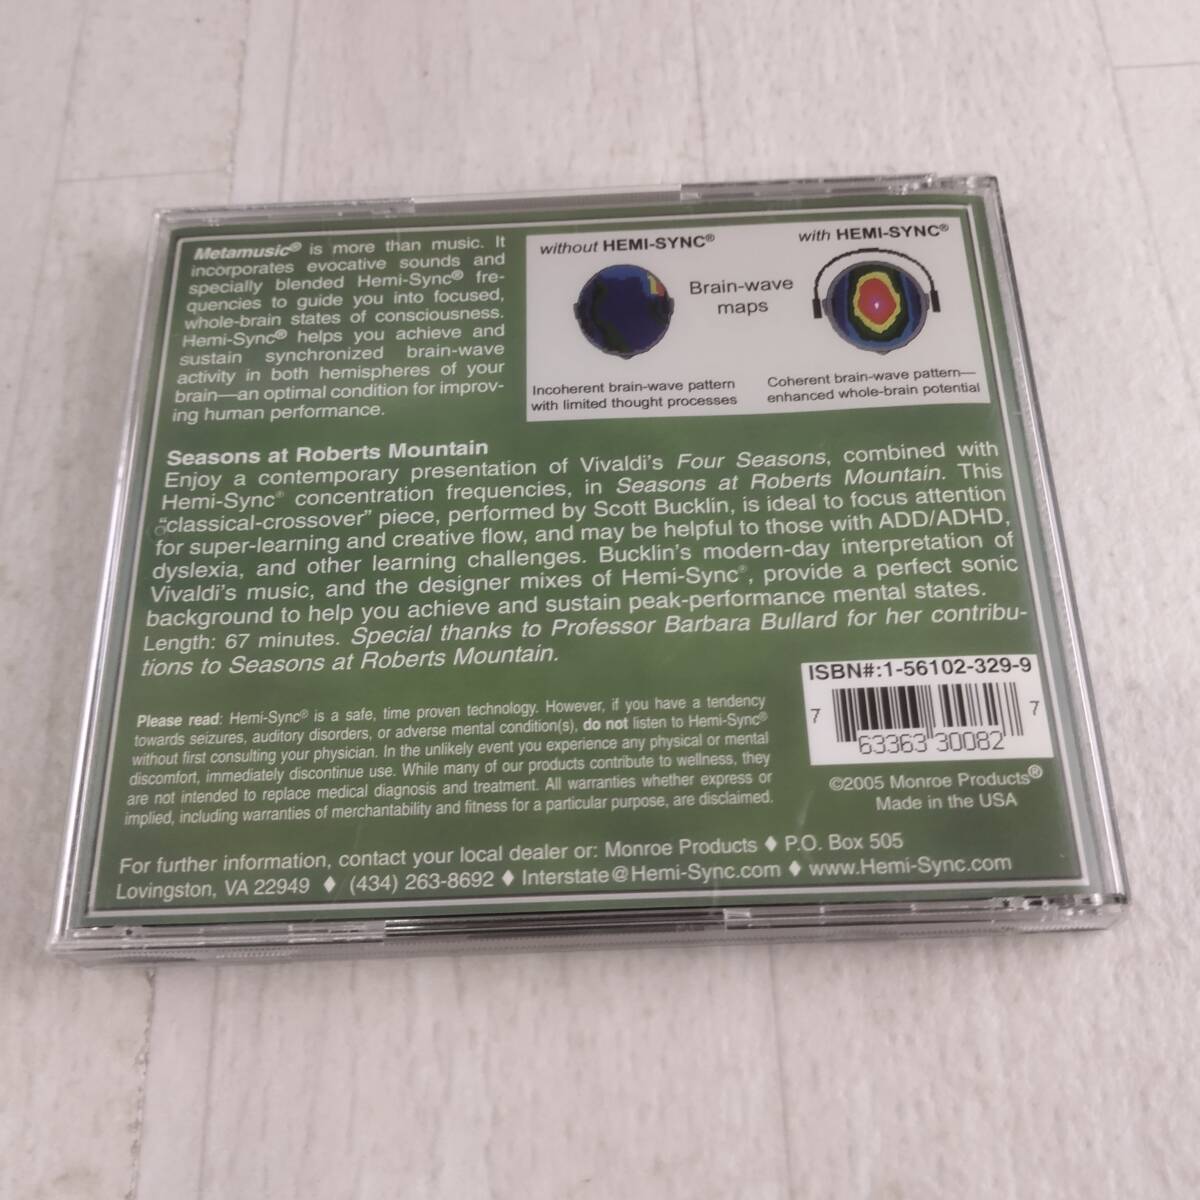 Metamusic® is more than music. It
incorporates evocative sounds and
specially blended Hemi-Sync® fre-
quencies to guide you into focused,
whole-brain states of consciousness.
Hemi-Sync® helps you achieve and
sustain synchronized brain-wave
activity in both hemispheres of your
brain—an optimal condition for improv-
ing human performance.
without HEMI-SYNC®
with HEMI-SYNC®
Brain-wave
maps
Incoherent brain-wave pattern
with limited thought processes
Coherent brain-wave pattern—
enhanced whole-brain potential
Seasons at Roberts Mountain
Enjoy a contemporary presentation of Vivaldi's Four Seasons, combined with
Hemi-Sync® concentration frequencies, in Seasons at Roberts Mountain. This
"classical-crossover" piece, performed by Scott Bucklin, is ideal to focus attention
for super-learning and creative flow, and may be helpful to those with ADD/ADHD,
dyslexia, and other learning challenges. Bucklin's modern-day interpretation of
Vivaldi's music, and the designer mixes of Hemi-Sync®, provide a perfect sonic
background to help you achieve and sustain peak-performance mental states.
Length: 67 minutes. Special thanks to Professor Barbara Bullard for her contribu-
tions to Seasons at Roberts Mountain.
Please read: Hemi-Sync® is a safe, time proven technology. However, if you have a tendency
towards seizures, auditory disorders, or adverse mental condition(s), do not listen to Hemi-Sync®
without first consulting your physician. In the unlikely event you experience any physical or mental
discomfort, immediately discontinue use. While many of our products contribute to wellness, they
are not intended to replace medical diagnosis and treatment. All warranties whether express or
implied, including warranties of merchantability and fitness for a particular purpose, are disclaimed.
ISBN#:1-56102-329-9
7 63363 30082 7
©2005 Monroe Products®
Made in the USA
For further information, contact your local dealer or: Monroe Products ♦ P.O. Box 505
Lovingston, VA 22949 ♦ (434) 263-8692 ♦ Interstate@Hemi-Sync.com ♦ www.Hemi-Sync.com